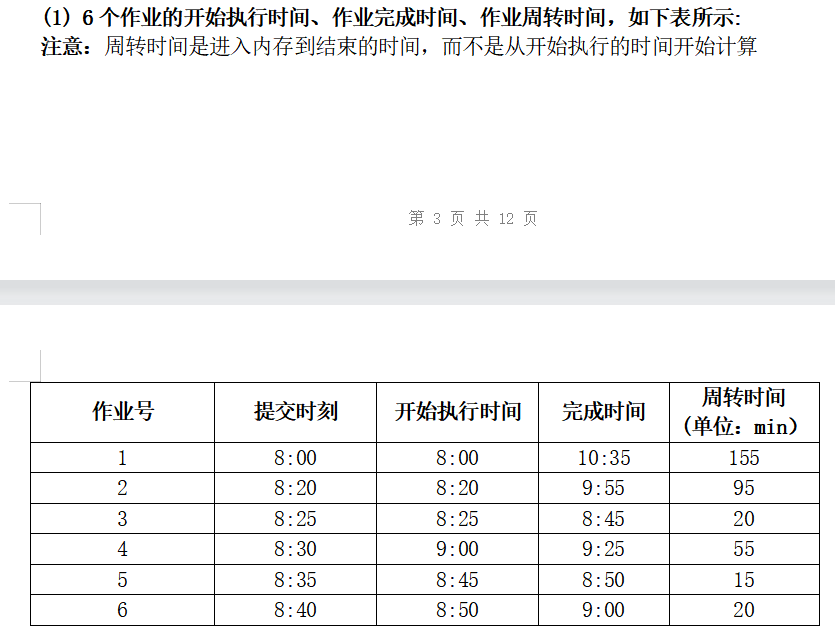 (1) 6 个作业的开始执行时间、作业完成时间、作业周转时间，如下表所示:
注意：周转时间是进入内存到结束的时间，而不是从开始执行的时间开始计算
第 3 页 共 12 页
作业号 提交时刻 开始执行时间 完成时间 周转时间 (单位：min）
1 8:00 8:00 10:35 155
2 8:20 8:20 9:55 95
3 8:25 8:25 8:45 20
4 8:30 9:00 9:25 55
5 8:35 8:45 8:50 15
6 8:40 8:50 9:00 20